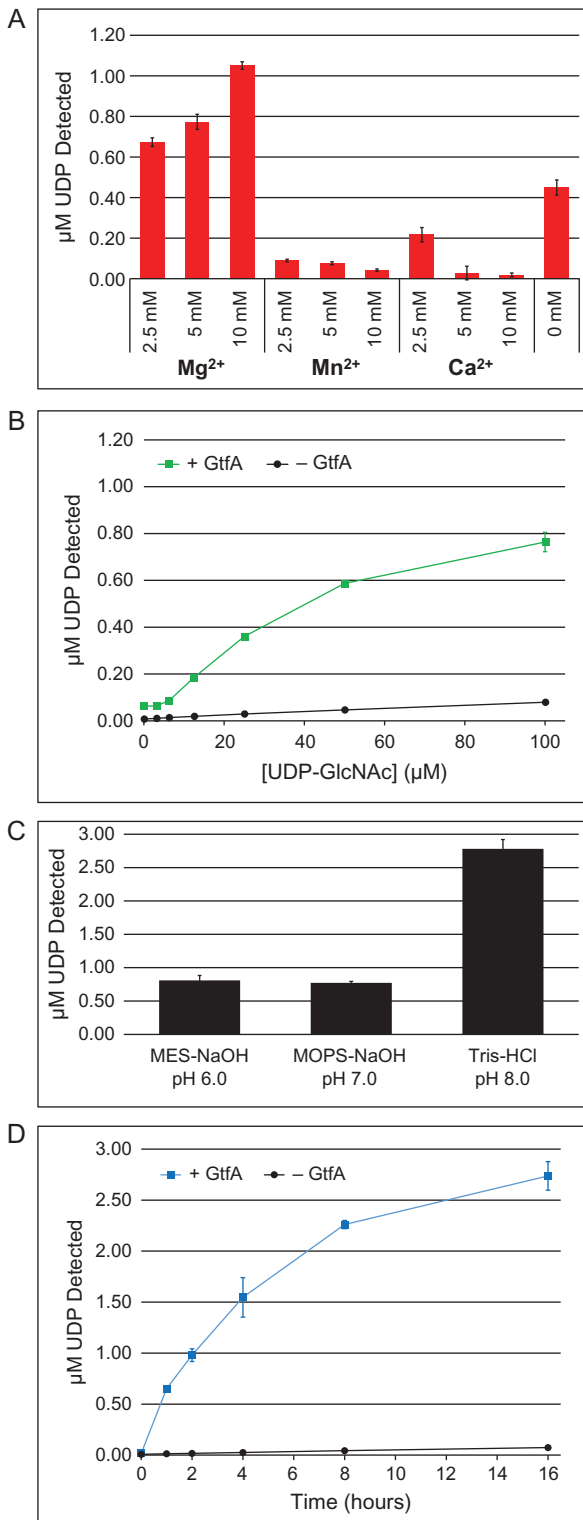 A
µM UDP Detected
1.20
1.00
0.80
0.60
0.40
0.20
0.00
2.5 mM
5 mM
10 mM
2.5 mM
5 mM
10 mM
2.5 mM
5 mM
10 mM
0 mM
Mg²⁺ Mn²⁺ Ca²⁺
B
µM UDP Detected
1.20
+ GtfA – GtfA
1.00
0.80
0.60
0.40
0.20
0.00
0 20 40 60 80 100
[UDP-GlcNAc] (µM)
C
µM UDP Detected
3.00
2.50
2.00
1.50
1.00
0.50
0.00
MES-NaOH MOPS-NaOH Tris-HCl
pH 6.0 pH 7.0 pH 8.0
D
µM UDP Detected
3.00
+ GtfA – GtfA
2.50
2.00
1.50
1.00
0.50
0.00
0 2 4 6 8 10 12 14 16
Time (hours)